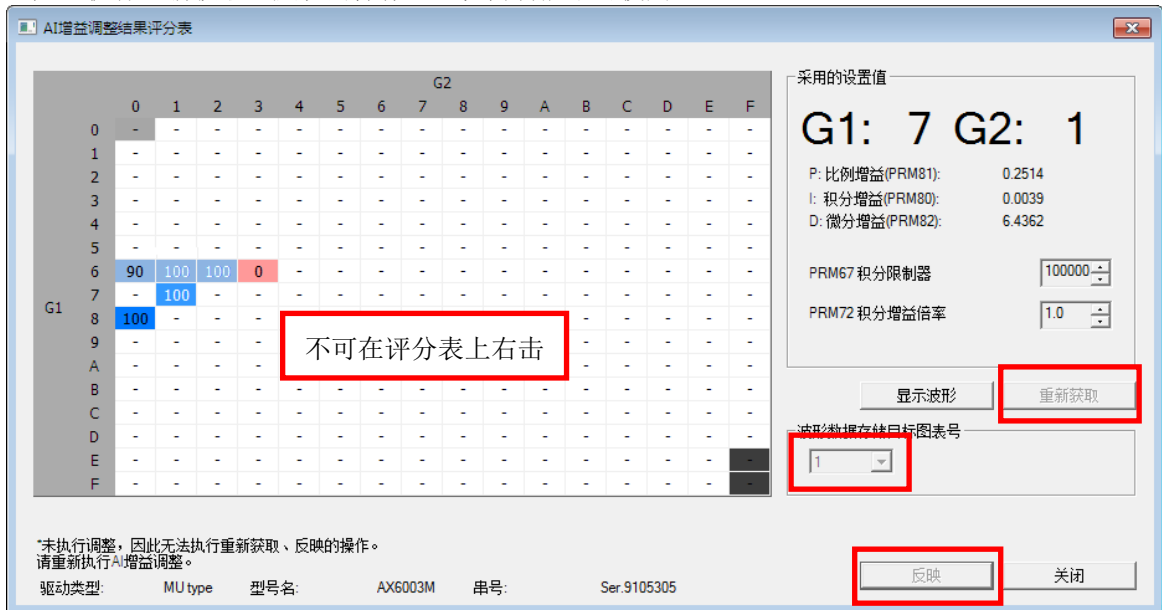 AI增益调整结果评分表
G2
0 1 2 3 4 5 6 7 8 9 A B C D E F
0 - - - - - - - - - - - - - - - -
1 - - - - - - - - - - - - - - - -
2 - - - - - - - - - - - - - - - -
3 - - - - - - - - - - - - - - - -
4 - - - - - - - - - - - - - - - -
5 - - - - - - - - - - - - - - - -
6 90 100 100 0 - - - - - - - - - - - -
G1
7 - 100 - - - - - - - - - - - - - -
8 100 - - - - - - - - -
9 - - - - - - - - - -
A - - - - - - - - - -
不可在评分表上右击
B - - - - - - - - - - - - - - - -
C - - - - - - - - - - - - - - - -
D - - - - - - - - - - - - - - - -
E - - - - - - - - - - - - - - - -
F - - - - - - - - - - - - - - - -
采用的设置值
G1: 7 G2: 1
P: 比例增益(PRM81): 0.2514
I: 积分增益(PRM80): 0.0039
D: 微分增益(PRM82): 6.4362
PRM67 积分限制器 100000
PRM72 积分增益倍率 1.0
显示波形 重新获取
波形数据存储目标图表号
1
*未执行调整，因此无法执行重新获取、反映的操作。
请重新执行AI增益调整。
反映 关闭
驱动类型: MU type 型号名: AX6003M 串号: Ser.9105305